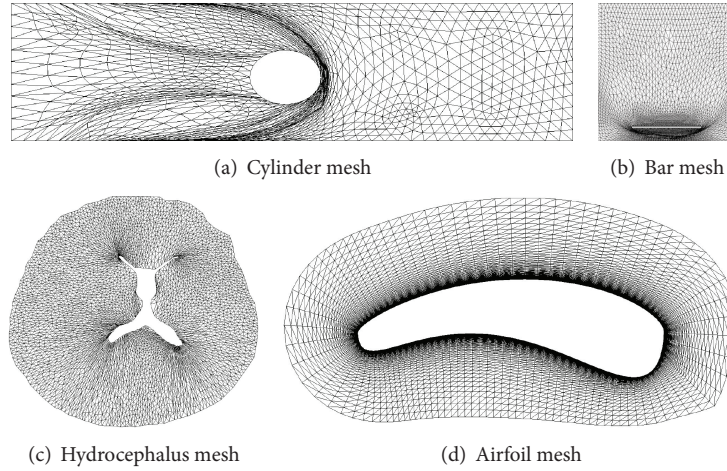 (a) Cylinder mesh
(b) Bar mesh
(c) Hydrocephalus mesh
(d) Airfoil mesh